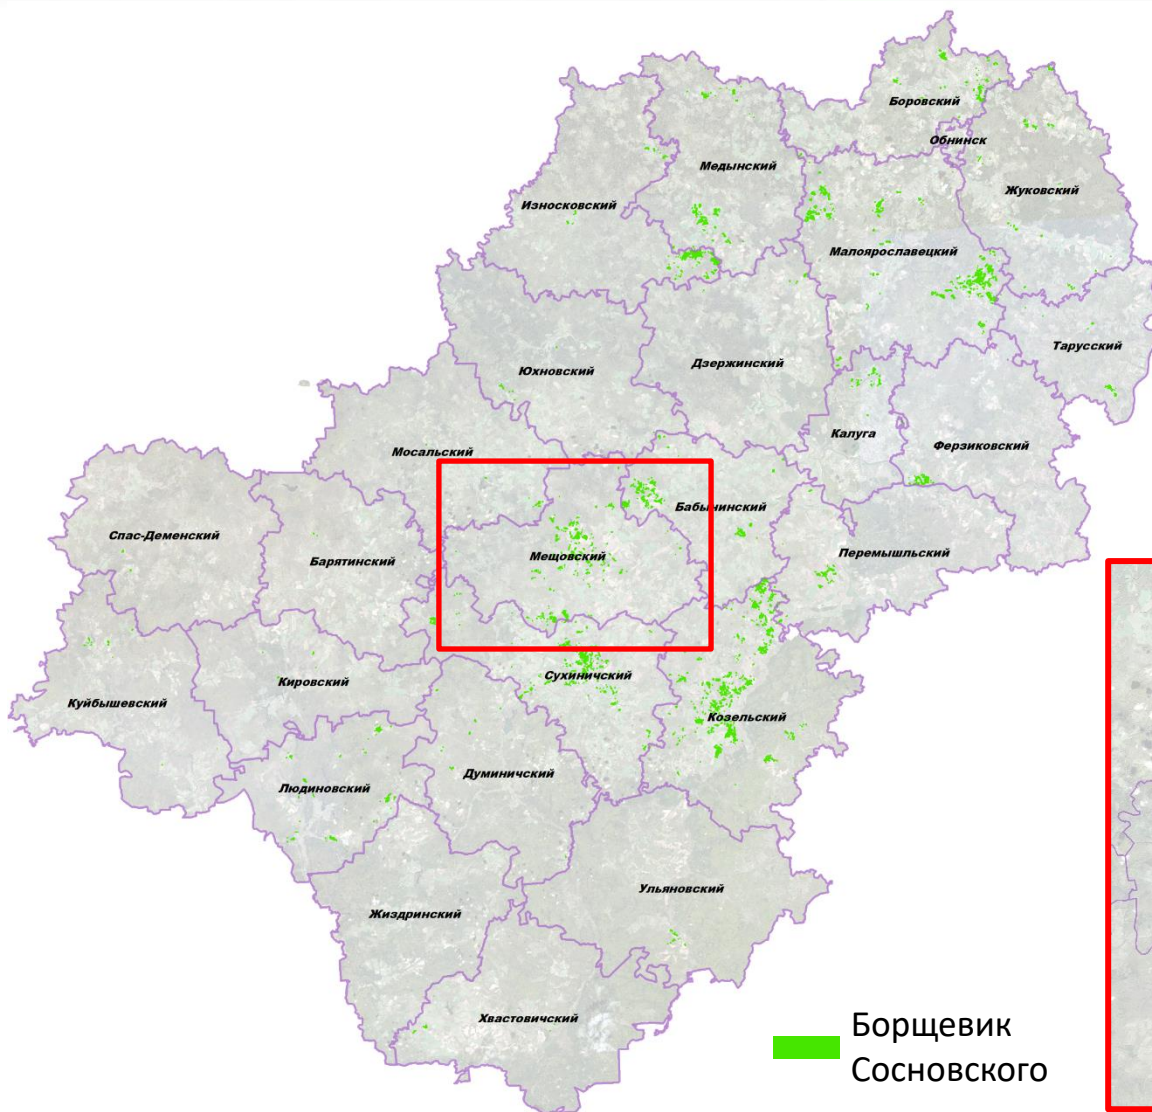 Боровский
Обнинск
Медынский
Жуковский
Износковский
Малоярославецкий
Тарусский
Дзержинский
Юхновский
Калуга
Ферзиковский
Мосальский
Бабынинский
Спас-Деменский
Барятинский
Мещовский
Перемышльский
Сухиничский
Кировский
Куйбышевский
Козельский
Думиничский
Людиновский
Ульяновский
Жиздринский
Хвастовичский
Борщевик
Сосновского